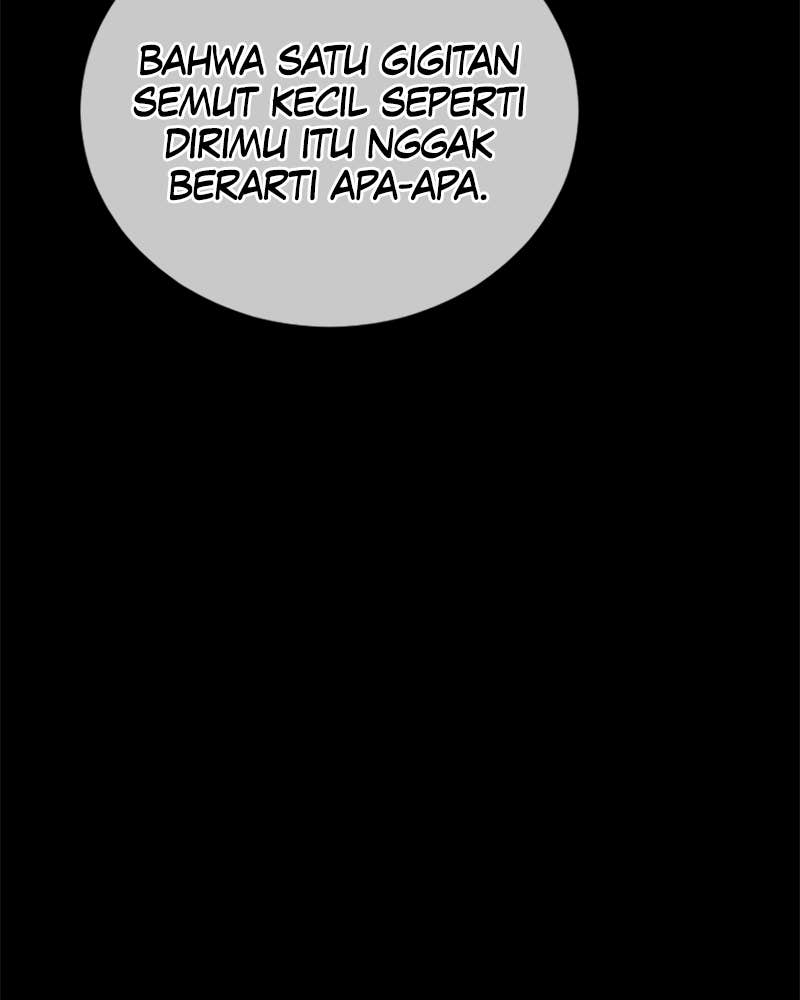 BAHWA SATU GIGITAN
SEMUT KECIL SEPERTI
DIRIMU ITU NGGAK
BERARTI APA-APA.